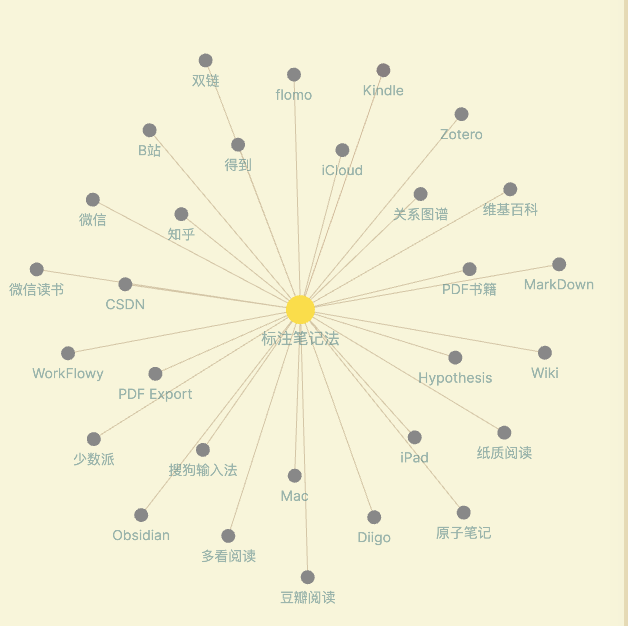 双链
flomo
Kindle
Zotero
B站
得到
iCloud
微信
知乎
关系图谱
维基百科
微信读书
CSDN
PDF书籍
MarkDown
标注笔记法
WorkFlowy
PDF Export
Hypothesis
Wiki
少数派
搜狗输入法
iPad
纸质阅读
Mac
Obsidian
多看阅读
Diigo
原子笔记
豆瓣阅读